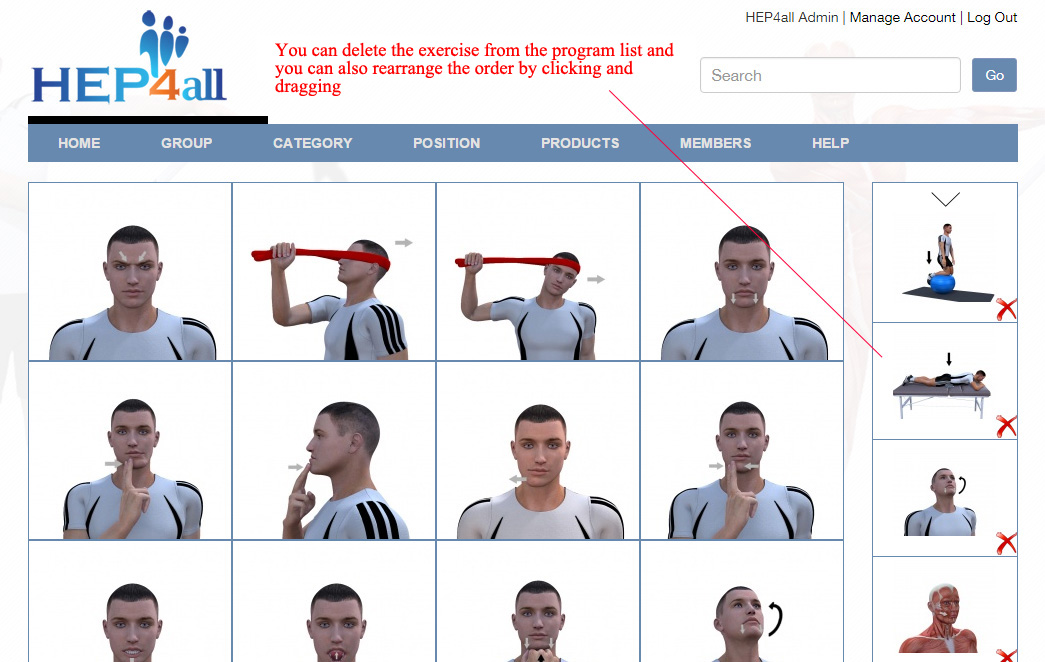 HEP4all Admin | Manage Account | Log Out
HEP4all
You can delete the exercise from the program list and
you can also rearrange the order by clicking and
dragging
Search
Go
HOME GROUP CATEGORY POSITION PRODUCTS MEMBERS HELP